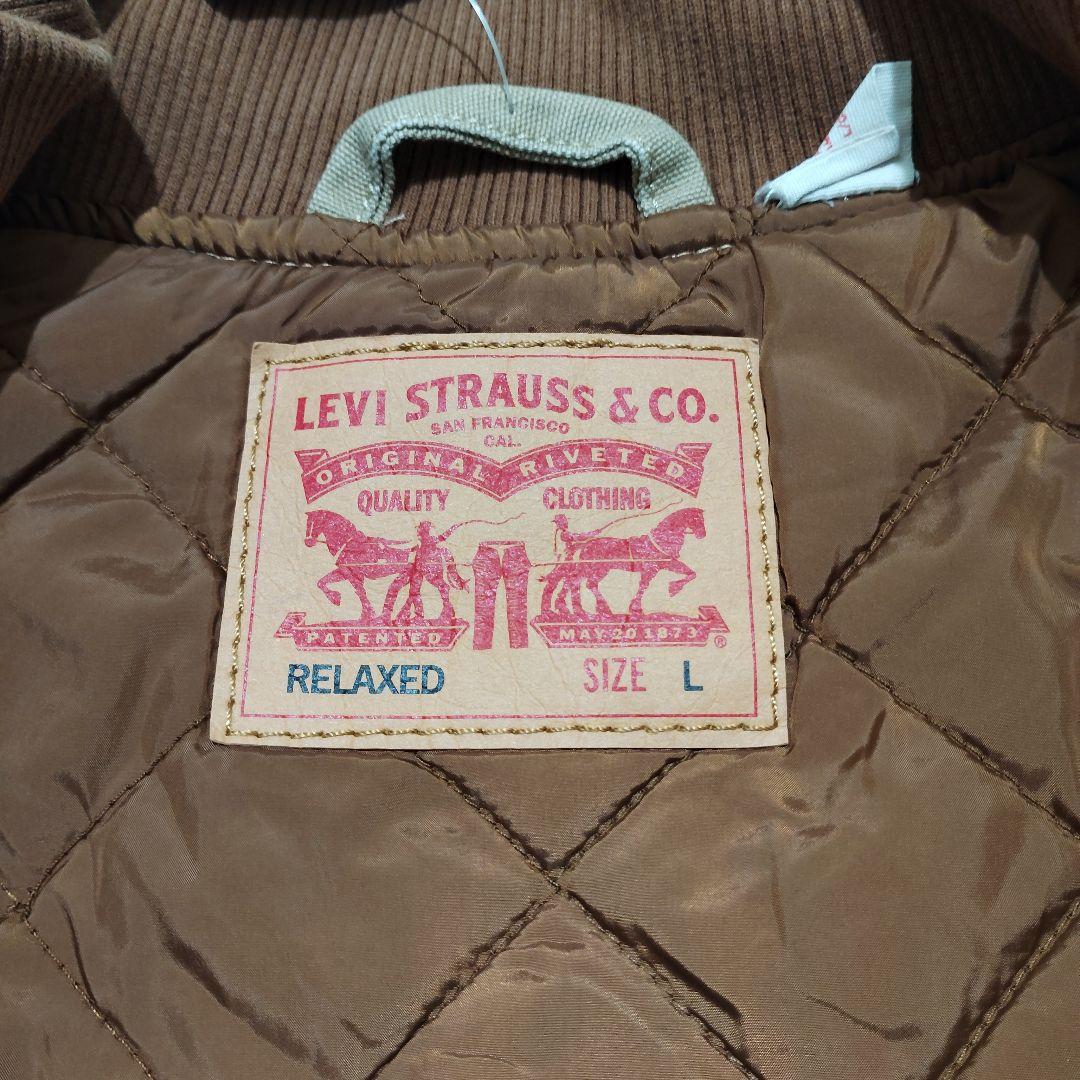 LEVI STRAUSS & CO.
SAN FRANCISCO
CAL.
ORIGINAL RIVETED
QUALITY CLOTHING
PATENTED MAY 20 1873 ®
RELAXED SIZE L